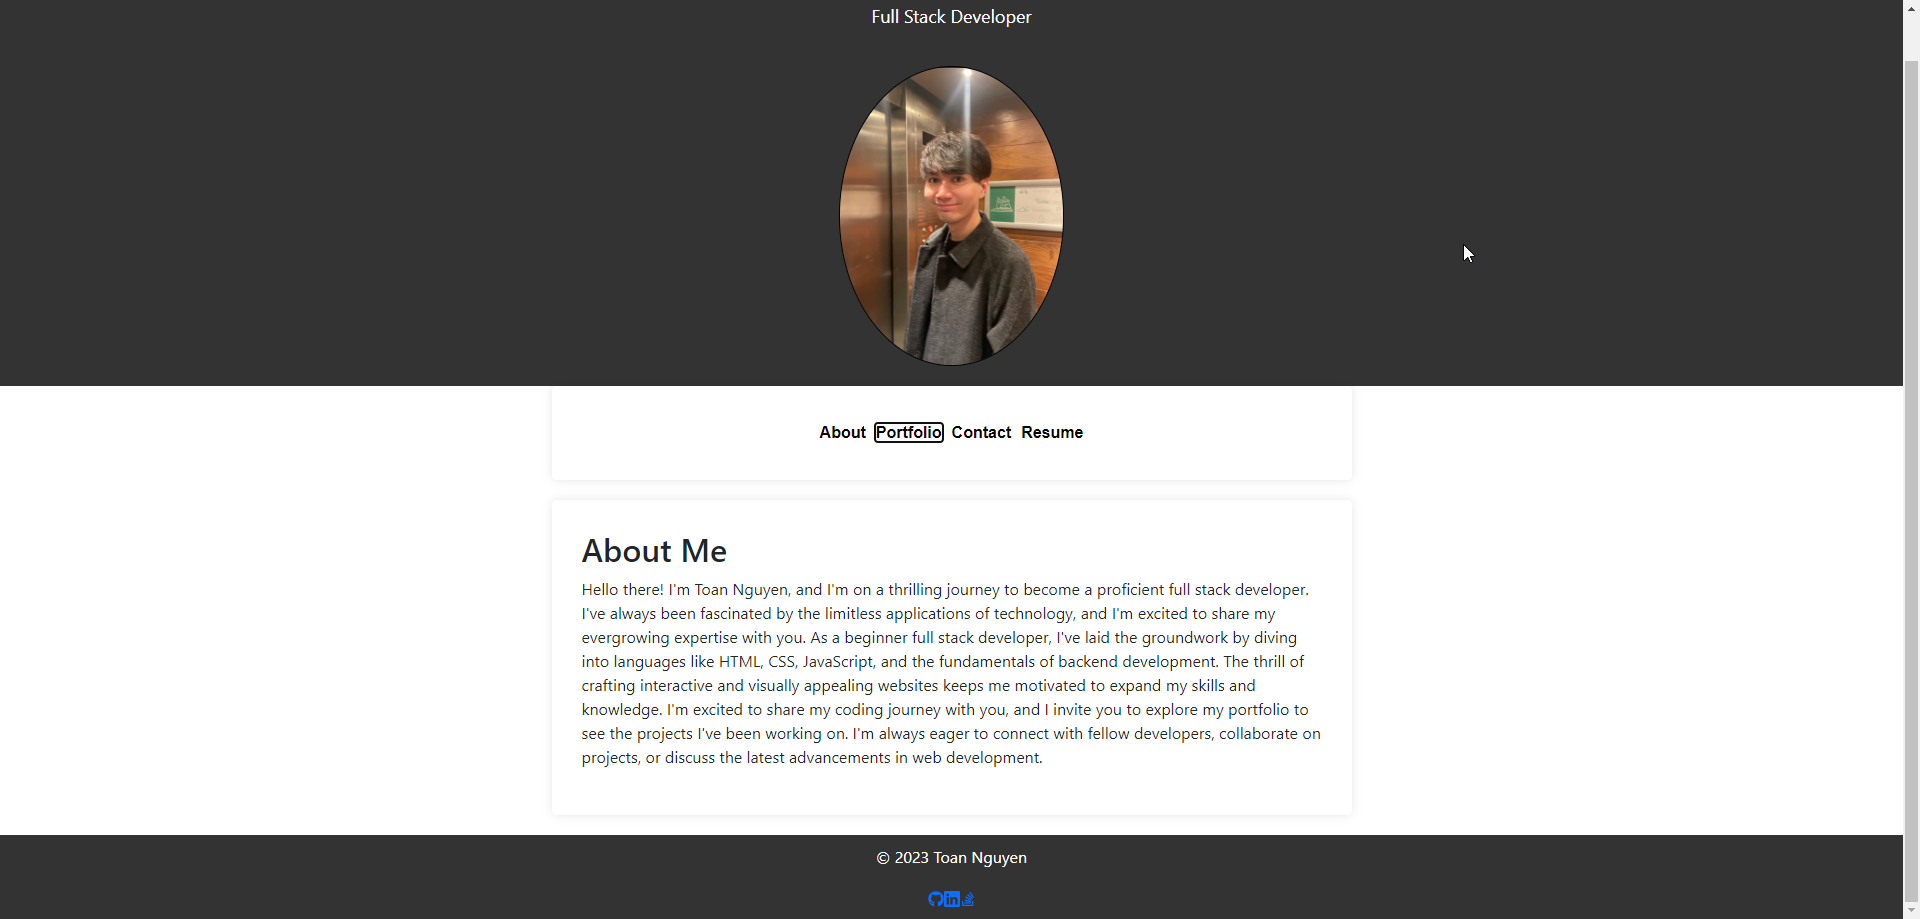 Full Stack Developer
About Portfolio Contact Resume
About Me
Hello there! I'm Toan Nguyen, and I'm on a thrilling journey to become a proficient full stack developer.
I've always been fascinated by the limitless applications of technology, and I'm excited to share my
evergrowing expertise with you. As a beginner full stack developer, I've laid the groundwork by diving
into languages like HTML, CSS, JavaScript, and the fundamentals of backend development. The thrill of
crafting interactive and visually appealing websites keeps me motivated to expand my skills and
knowledge. I'm excited to share my coding journey with you, and I invite you to explore my portfolio to
see the projects I've been working on. I'm always eager to connect with fellow developers, collaborate on
projects, or discuss the latest advancements in web development.
© 2023 Toan Nguyen
in